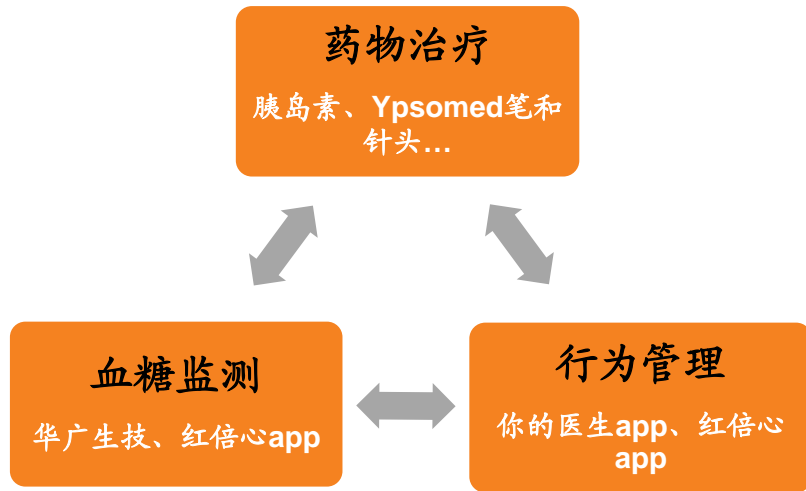 药物治疗
胰岛素、Ypsomed笔和
针头…
血糖监测
华广生技、红倍心app
行为管理
你的医生app、红倍心
app